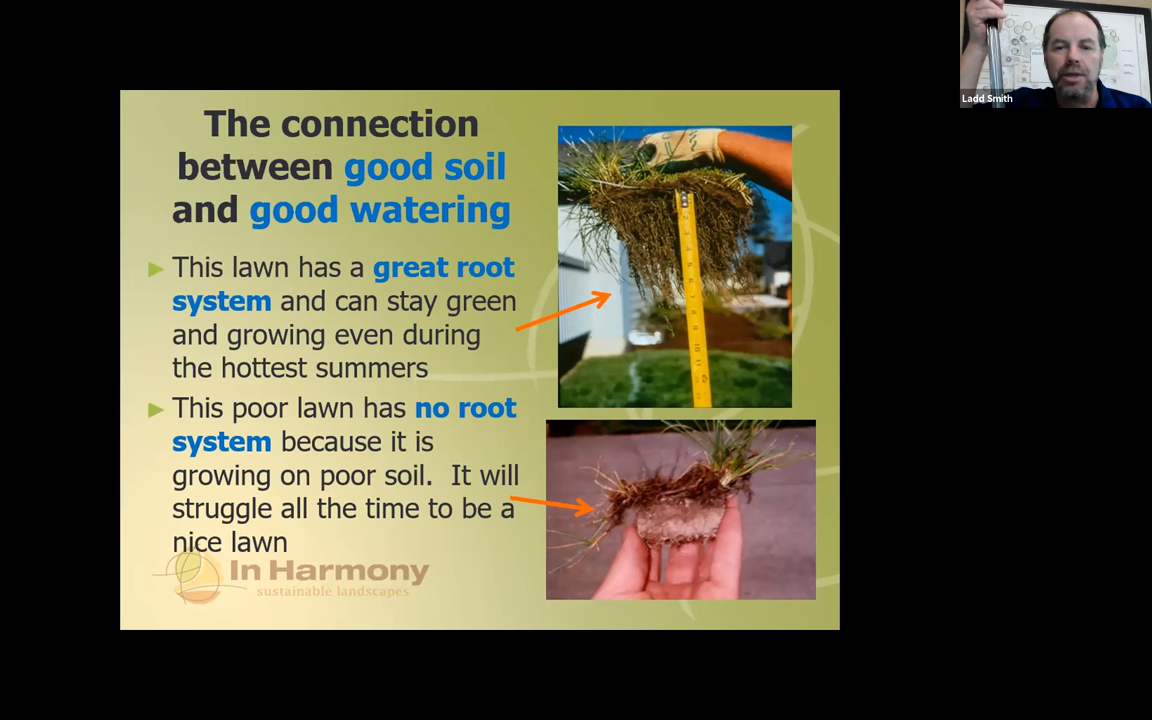 Ladd Smith
The connection
between good soil
and good watering
► This lawn has a great root
system and can stay green
and growing even during
the hottest summers
► This poor lawn has no root
system because it is
growing on poor soil.  It will
struggle all the time to be a
nice lawn
In Harmony
sustainable landscapes